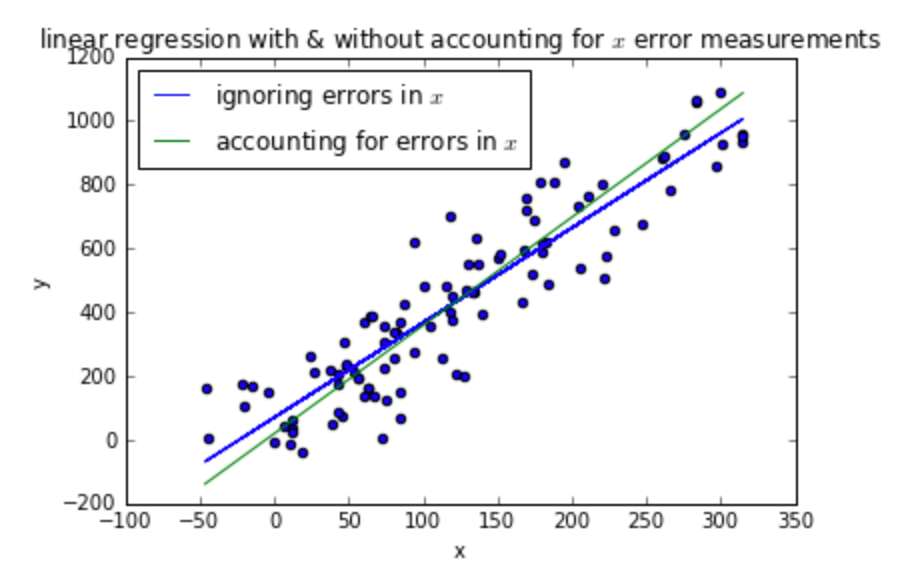 linear regression with & without accounting for x error measurements
ignoring errors in x
accounting for errors in x
1200
1000
800
600
400
200
0
−200
y
−100 −50 0 50 100 150 200 250 300 350
x